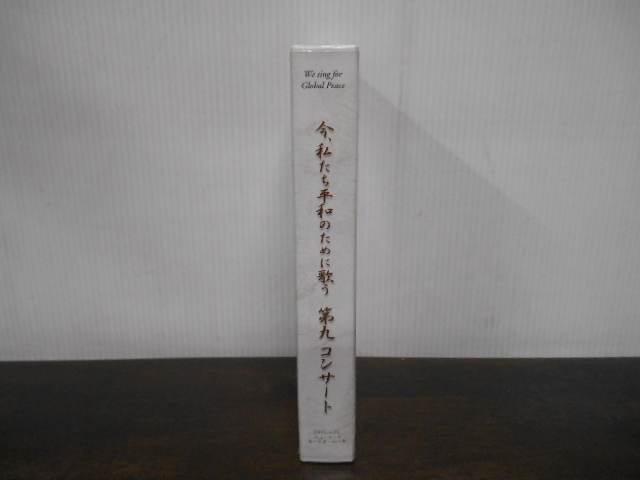 We sing for
Global Peace
今、私たち平和のために歌う 第九 コンサート